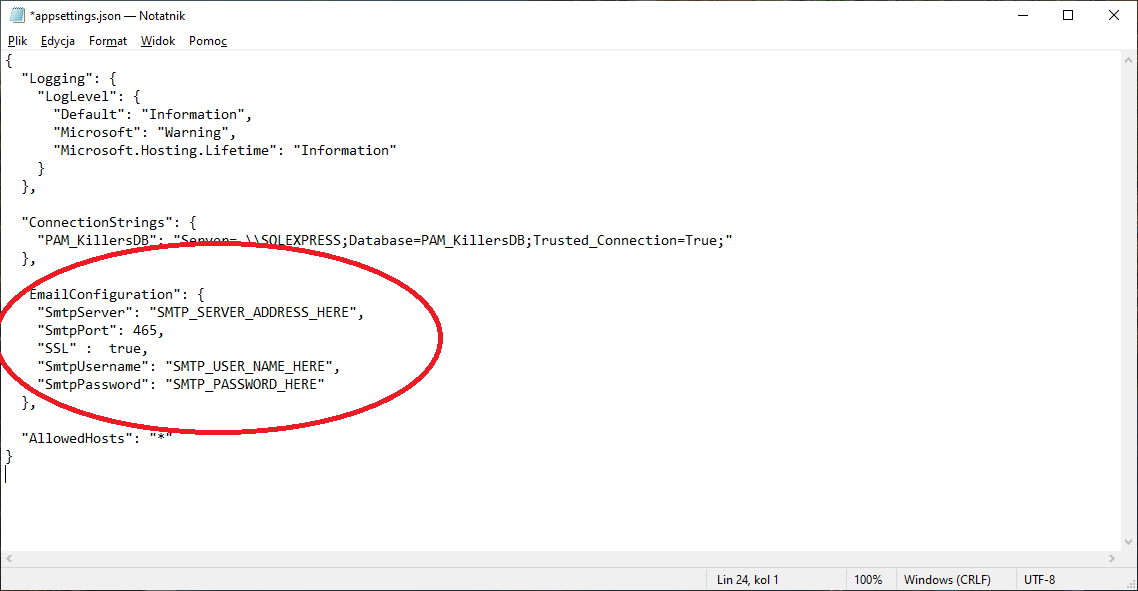 *appsettings.json — Notatnik
Plik Edycja Format Widok Pomoc
{
  "Logging": {
    "LogLevel": {
      "Default": "Information",
      "Microsoft": "Warning",
      "Microsoft.Hosting.Lifetime": "Information"
    }
  },
  "ConnectionStrings": {
    "PAM_KillersDB": "Server=.\\SQLEXPRESS;Database=PAM_KillersDB;Trusted_Connection=True;"
  },
  "EmailConfiguration": {
    "SmtpServer": "SMTP_SERVER_ADDRESS_HERE",
    "SmtpPort": 465,
    "SSL" :  true,
    "SmtpUsername": "SMTP_USER_NAME_HERE",
    "SmtpPassword": "SMTP_PASSWORD_HERE"
  },
  "AllowedHosts": "*"
}
Lin 24, kol 1 100% Windows (CRLF) UTF-8